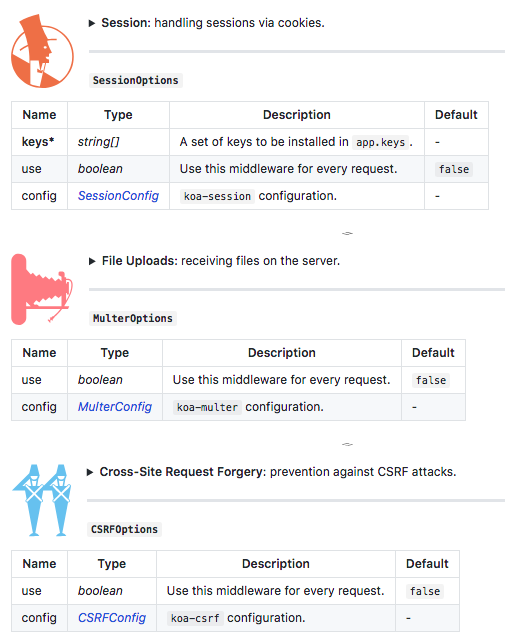 ▶ Session: handling sessions via cookies.
SessionOptions
Name Type Description Default
keys* string[] A set of keys to be installed in app.keys. -
use boolean Use this middleware for every request. false
config SessionConfig koa-session configuration. -
▶ File Uploads: receiving files on the server.
MulterOptions
Name Type Description Default
use boolean Use this middleware for every request. false
config MulterConfig koa-multer configuration. -
▶ Cross-Site Request Forgery: prevention against CSRF attacks.
CSRFOptions
Name Type Description Default
use boolean Use this middleware for every request. false
config CSRFConfig koa-csrf configuration. -